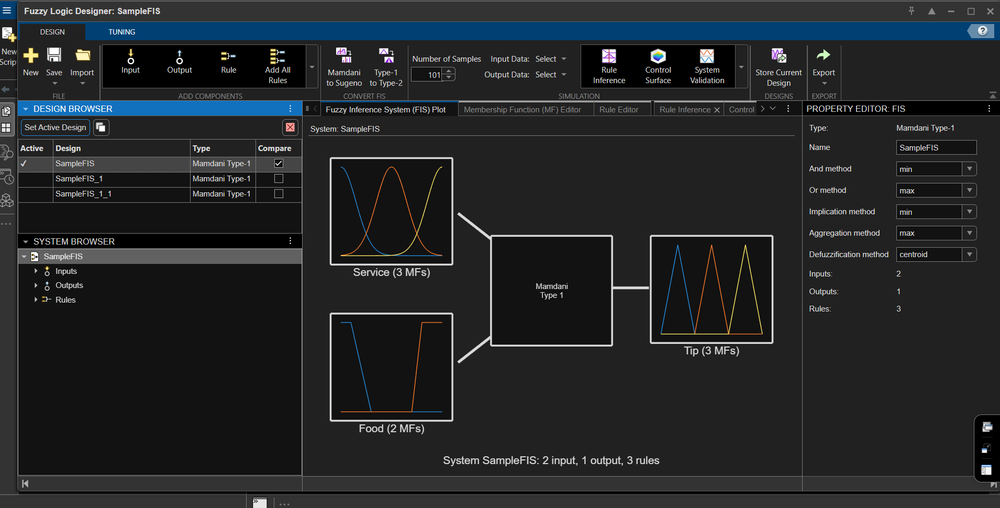 Fuzzy Logic Designer: SampleFIS
DESIGN
TUNING
New
Scrip
New
Save
Import
FILE
Input
Output
Rule
Add All
Rules
ADD COMPONENTS
Mamdani
to Sugeno
Type-1
to Type-2
CONVERT FIS
Number of Samples
101
Input Data: Select
Output Data: Select
Rule
Inference
Control
Surface
System
Validation
SIMULATION
Store Current
Design
DESIGNS
Export
EXPORT
DESIGN BROWSER
Set Active Design
Active Design Type Compare
SampleFIS Mamdani Type-1
SampleFIS_1 Mamdani Type-1
SampleFIS_1_1 Mamdani Type-1
SYSTEM BROWSER
SampleFIS
Inputs
Outputs
Rules
Fuzzy Inference System (FIS) Plot
Membership Function (MF) Editor
Rule Editor
Rule Inference
Control
System: SampleFIS
Service (3 MFs)
Food (2 MFs)
Mamdani
Type 1
Tip (3 MFs)
System SampleFIS: 2 input, 1 output, 3 rules
PROPERTY EDITOR: FIS
Type: Mamdani Type-1
Name SampleFIS
And method min
Or method max
Implication method min
Aggregation method max
Defuzzification method centroid
Inputs: 2
Outputs: 1
Rules: 3